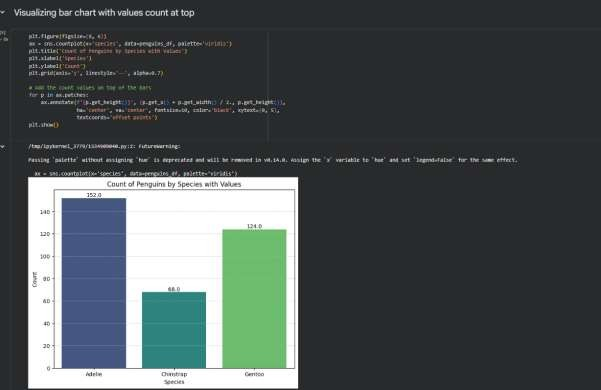 Visualizing bar chart with values count at top
plt.figure(figsize=(8, 6))
ax = sns.countplot(x='species', data=penguins_df, palette='viridis')
plt.title('Count of Penguins by Species with Values')
plt.xlabel('Species')
plt.ylabel('Count')
plt.grid(axis='y', linestyle='--', alpha=0.7)
# Add the count values on top of the bars
for p in ax.patches:
ax.annotate(f'{p.get_height()}', (p.get_x() + p.get_width() / 2., p.get_height()),
ha='center', va='center', fontsize=10, color='black', xytext=(0, 5),
textcoords='offset points')
plt.show()
FutureWarning:
Passing `palette` without assigning `hue` is deprecated and will be removed in v0.14.0. Assign the `x` variable to `hue` and set `legend=False` for the same effect.
ax = sns.countplot(x='species', data=penguins_df, palette='viridis')
Count of Penguins by Species with Values
152.0
124.0
68.0
140
120
100
80
60
40
20
0
Count
Adelie Chinstrap Gentoo
Species